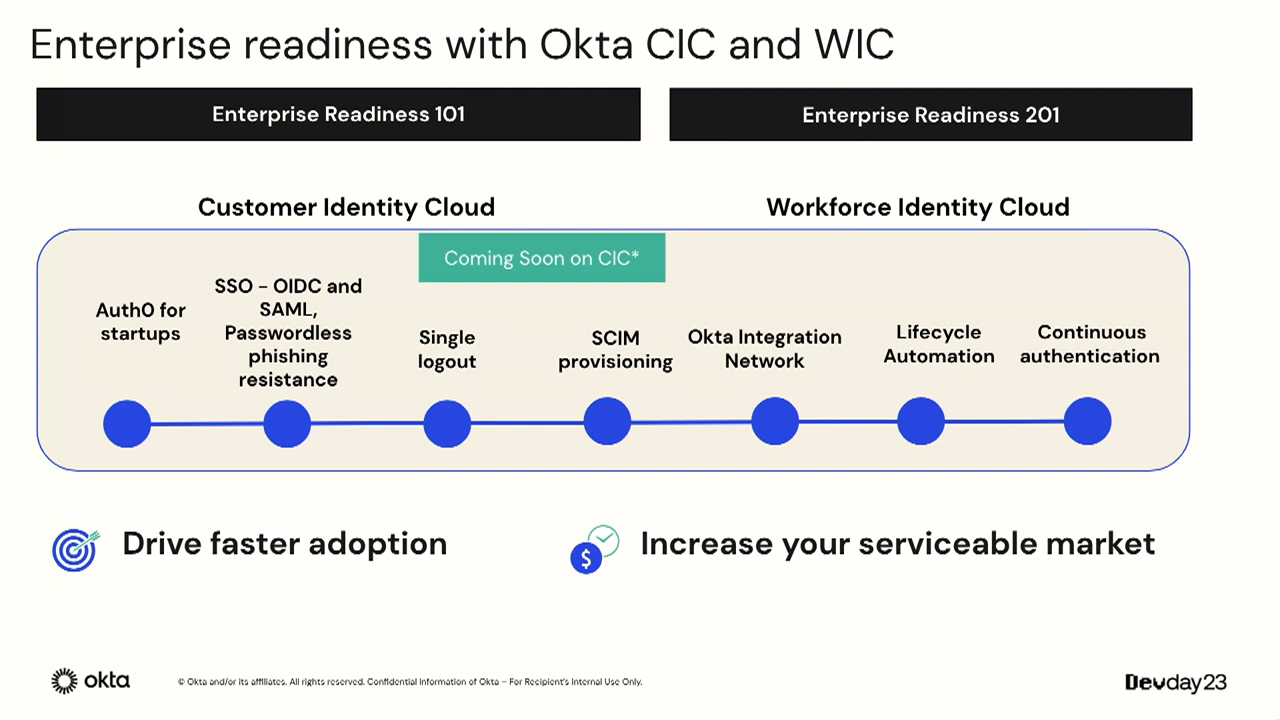 Enterprise readiness with Okta CIC and WIC
Enterprise Readiness 101
Enterprise Readiness 201
Customer Identity Cloud
Workforce Identity Cloud
Coming Soon on CIC*
Auth0 for
startups
SSO – OIDC and
SAML,
Passwordless
phishing
resistance
Single
logout
SCIM
provisioning
Okta Integration
Network
Lifecycle
Automation
Continuous
authentication
Drive faster adoption
$
Increase your serviceable market
okta
© Okta and/or its affiliates. All rights reserved. Confidential Information of Okta – For Recipient's Internal Use Only.
Devday23